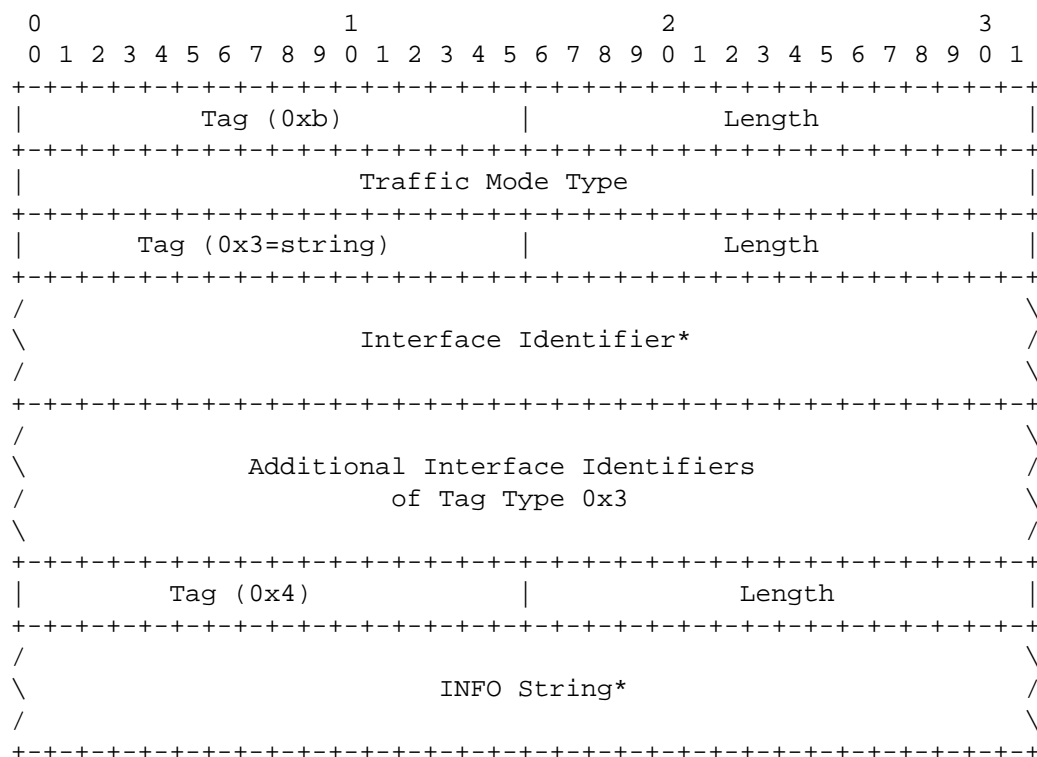 0                   1                   2                   3
 0 1 2 3 4 5 6 7 8 9 0 1 2 3 4 5 6 7 8 9 0 1 2 3 4 5 6 7 8 9 0 1
+-+-+-+-+-+-+-+-+-+-+-+-+-+-+-+-+-+-+-+-+-+-+-+-+-+-+-+-+-+-+-+-+
|           Tag (0xb)           |            Length             |
+-+-+-+-+-+-+-+-+-+-+-+-+-+-+-+-+-+-+-+-+-+-+-+-+-+-+-+-+-+-+-+-+
|                     Traffic Mode Type                         |
+-+-+-+-+-+-+-+-+-+-+-+-+-+-+-+-+-+-+-+-+-+-+-+-+-+-+-+-+-+-+-+-+
|       Tag (0x3=string)        |            Length             |
+-+-+-+-+-+-+-+-+-+-+-+-+-+-+-+-+-+-+-+-+-+-+-+-+-+-+-+-+-+-+-+-+
/                                                               \
\                     Interface Identifier*                     /
/                                                               \
+-+-+-+-+-+-+-+-+-+-+-+-+-+-+-+-+-+-+-+-+-+-+-+-+-+-+-+-+-+-+-+-+
/                                                               \
\              Additional Interface Identifiers                 /
/                       of Tag Type 0x3                         \
\                                                               /
+-+-+-+-+-+-+-+-+-+-+-+-+-+-+-+-+-+-+-+-+-+-+-+-+-+-+-+-+-+-+-+-+
|         Tag (0x4)             |             Length            |
+-+-+-+-+-+-+-+-+-+-+-+-+-+-+-+-+-+-+-+-+-+-+-+-+-+-+-+-+-+-+-+-+
/                                                               \
\                          INFO String*                         /
/                                                               \
+-+-+-+-+-+-+-+-+-+-+-+-+-+-+-+-+-+-+-+-+-+-+-+-+-+-+-+-+-+-+-+-+